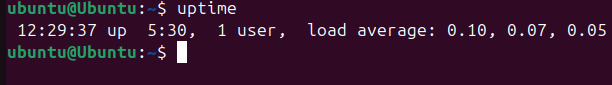 ubuntu@Ubuntu:~$ uptime
 12:29:37 up  5:30,  1 user,  load average: 0.10, 0.07, 0.05
ubuntu@Ubuntu:~$